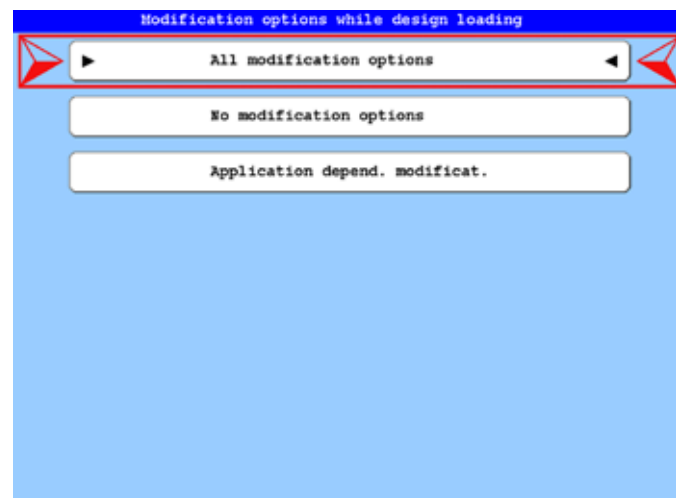 Modification options while design loading
All modification options
No modification options
Application depend. modificat.